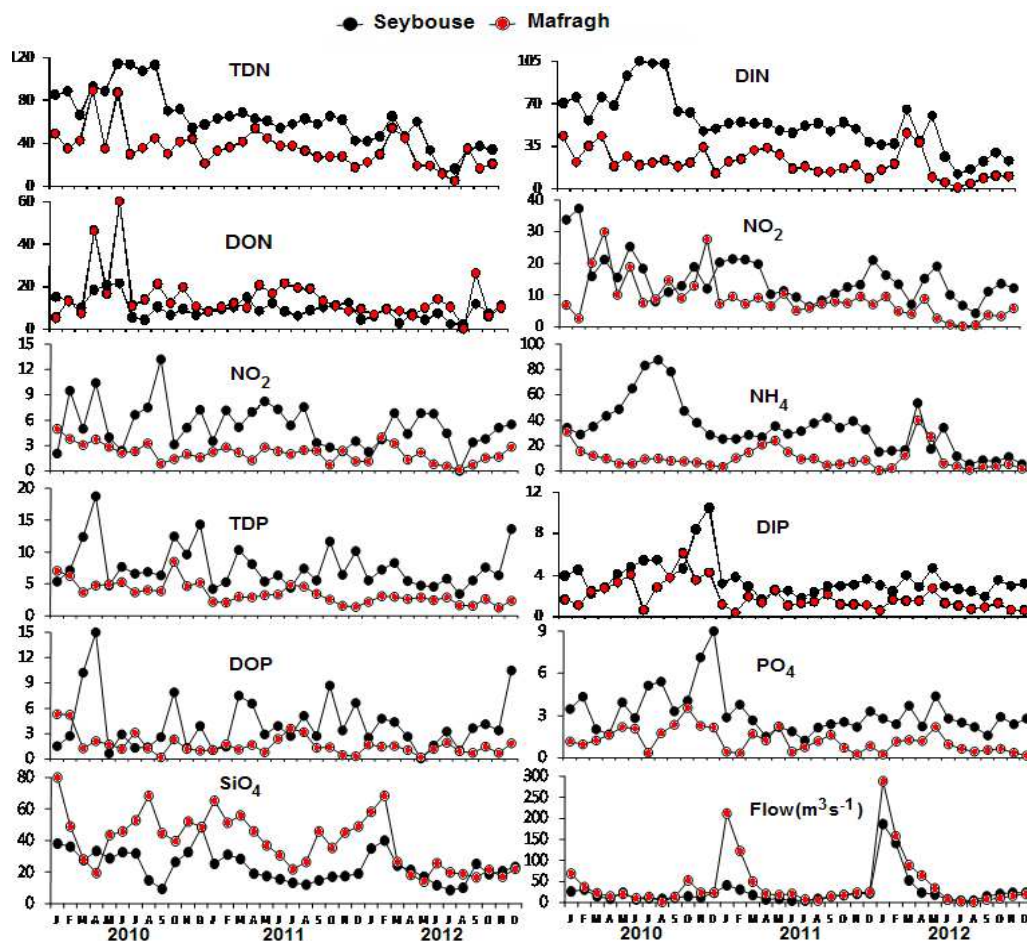 Seybouse Mafragh
120 80 40 0 TDN
105 70 35 0 DIN
60 40 20 0 DON
40 30 20 10 0 NO2
15 12 9 6 3 0 NO2
100 80 60 40 20 0 NH4
20 15 10 5 0 TDP
12 8 4 0 DIP
15 12 9 6 3 0 DOP
9 6 3 0 PO4
80 60 40 20 0 SiO4
300 250 200 150 100 50 0 Flow(m3s-1)
J F M A M J J A S O N D J F M A M J J A S O N D J F M A M J J A S O N D
2010 2011 2012
J F M A M J J A S O N D J F M A M J J A S O N D J F M A M J J A S O N D
2010 2011 2012